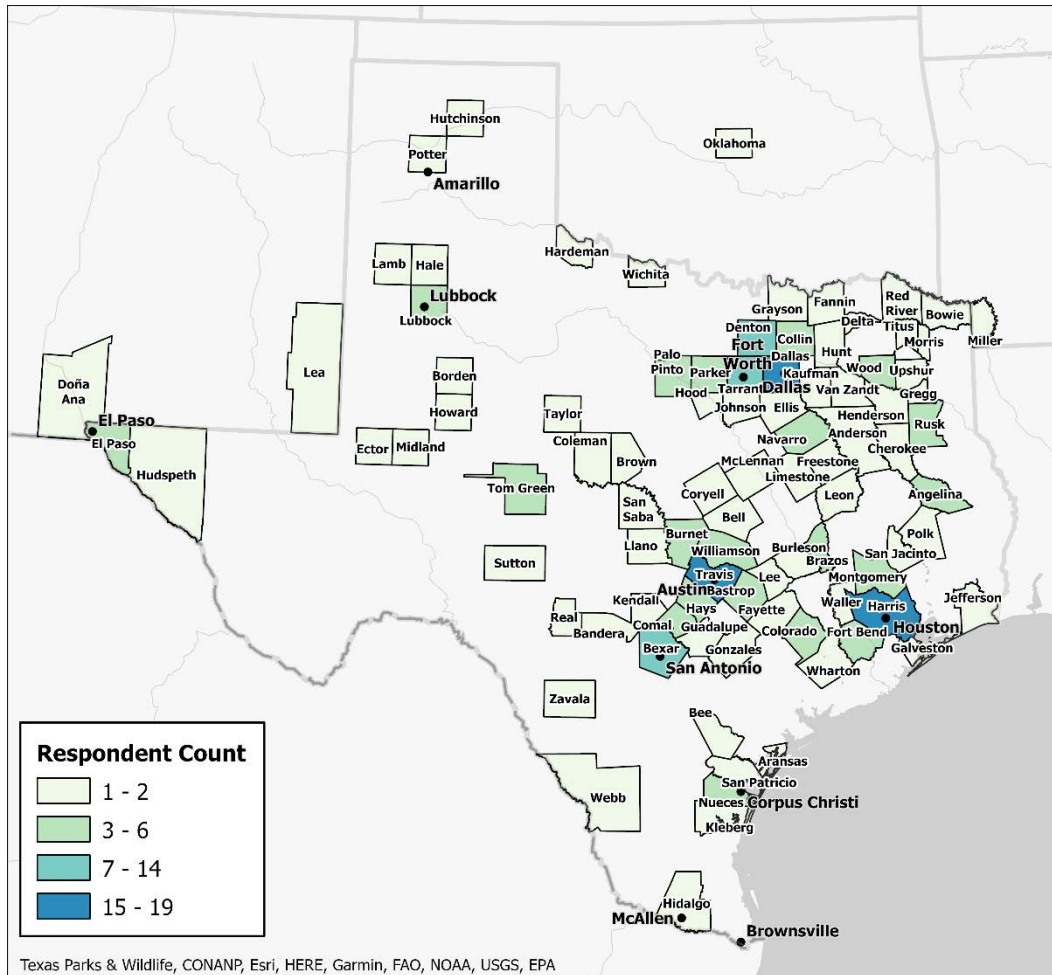 Hutchinson
Potter
Amarillo
Oklahoma
Hardeman
Wichita
Lamb
Hale
Lubbock
Lubbock
Lea
Doña
Ana
El Paso
El Paso
Hudspeth
Borden
Howard
Ector
Midland
Taylor
Coleman
Brown
Tom Green
Sutton
Grayson
Fannin
Red
River
Bowie
Delta
Titus
Morris
Miller
Denton
Collin
Hunt
Fort
Worth
Dallas
Dallas
Palo
Pinto
Parker
Tarrant
Kaufman
Wood
Upshur
Hood
Johnson
Ellis
Van Zandt
Gregg
Henderson
Rusk
Navarro
Anderson
Cherokee
McLennan
Freestone
Limestone
Leon
Angelina
Coryell
Bell
San
Saba
Llano
Burnet
Williamson
Burleson
Brazos
Polk
San Jacinto
Montgomery
Travis
Austin
Bastrop
Lee
Waller
Harris
Houston
Jefferson
Kendall
Hays
Fayette
Real
Bandera
Comal
Guadalupe
Colorado
Fort Bend
Galveston
Bexar
Gonzales
San Antonio
Wharton
Zavala
Bee
Aransas
San Patricio
Nueces
Corpus Christi
Kleberg
Webb
Hidalgo
McAllen
Brownsville
Respondent Count
1 - 2
3 - 6
7 - 14
15 - 19
Texas Parks & Wildlife, CONANP, Esri, HERE, Garmin, FAO, NOAA, USGS, EPA